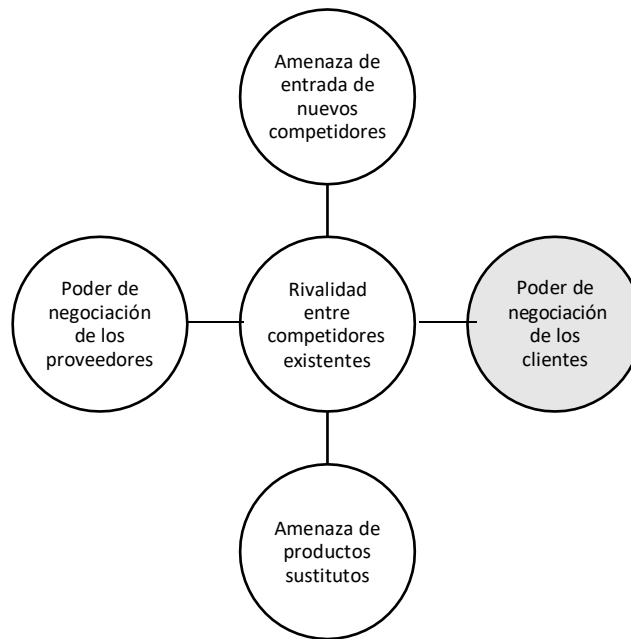 Amenaza de
entrada de
nuevos
competidores
Poder de
negociación
de los
proveedores
Rivalidad
entre
competidores
existentes
Poder de
negociación
de los
clientes
Amenaza de
productos
sustitutos